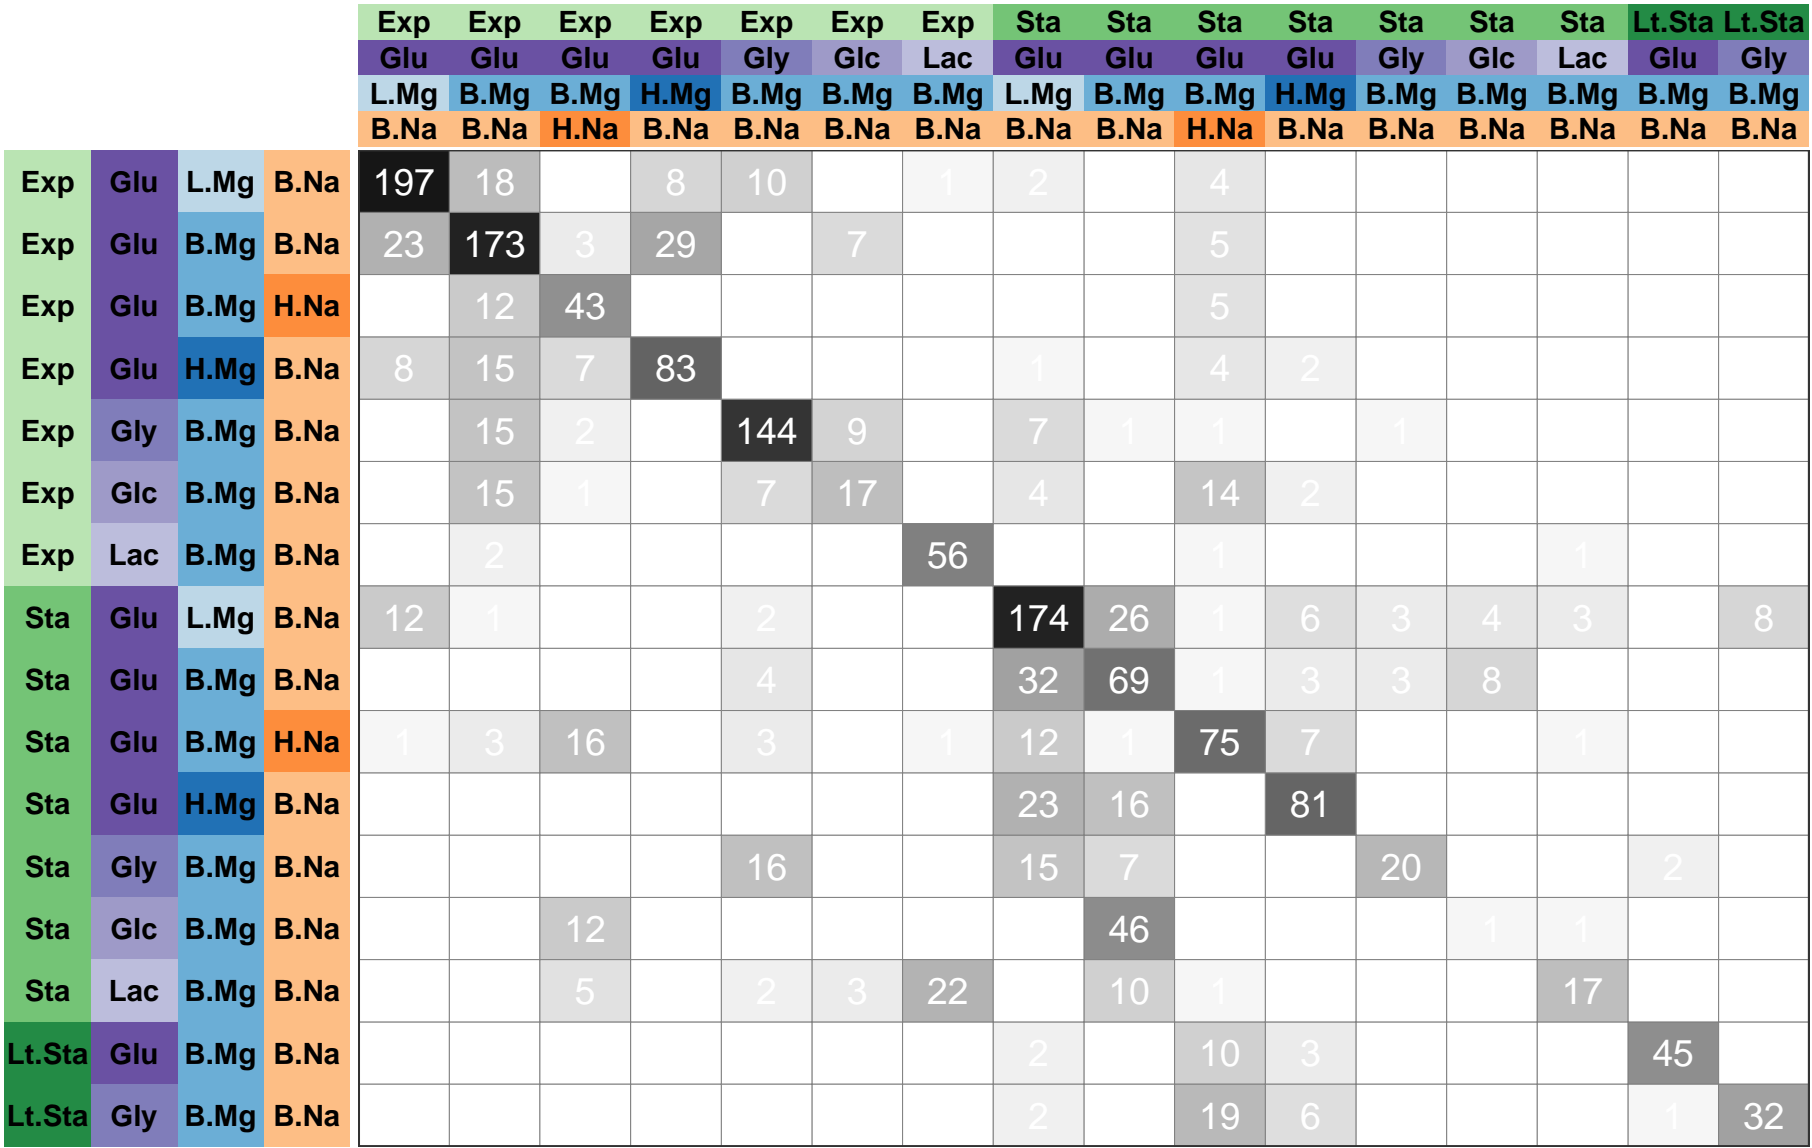 Exp Exp Exp Exp Exp Exp Exp Sta Sta Sta Sta Sta Sta Sta Lt.Sta Lt.Sta
Glu Glu Glu Glu Gly Glc Lac Glu Glu Glu Glu Gly Glc Lac Glu Gly
L.Mg B.Mg B.Mg H.Mg B.Mg B.Mg B.Mg L.Mg B.Mg B.Mg H.Mg B.Mg B.Mg B.Mg B.Mg B.Mg
B.Na B.Na H.Na B.Na B.Na B.Na B.Na B.Na B.Na H.Na B.Na B.Na B.Na B.Na B.Na B.Na
Exp Glu L.Mg B.Na 197 18 8 10 1 2 4
Exp Glu B.Mg B.Na 23 173 3 29 7 5
Exp Glu B.Mg H.Na 12 43 5
Exp Glu H.Mg B.Na 8 15 7 83 1 4 2
Exp Gly B.Mg B.Na 15 2 144 9 7 1 1 1
Exp Glc B.Mg B.Na 15 1 7 17 4 14 2
Exp Lac B.Mg B.Na 2 56 1 1
Sta Glu L.Mg B.Na 12 1 2 174 26 1 6 3 4 3 8
Sta Glu B.Mg B.Na 4 32 69 1 3 3 8
Sta Glu B.Mg H.Na 1 3 16 3 1 12 1 75 7 1
Sta Glu H.Mg B.Na 23 16 81
Sta Gly B.Mg B.Na 16 15 7 20 2
Sta Glc B.Mg B.Na 12 46 1 1
Sta Lac B.Mg B.Na 5 2 3 22 10 1 17
Lt.Sta Glu B.Mg B.Na 2 10 3 45
Lt.Sta Gly B.Mg B.Na 2 19 6 1 32